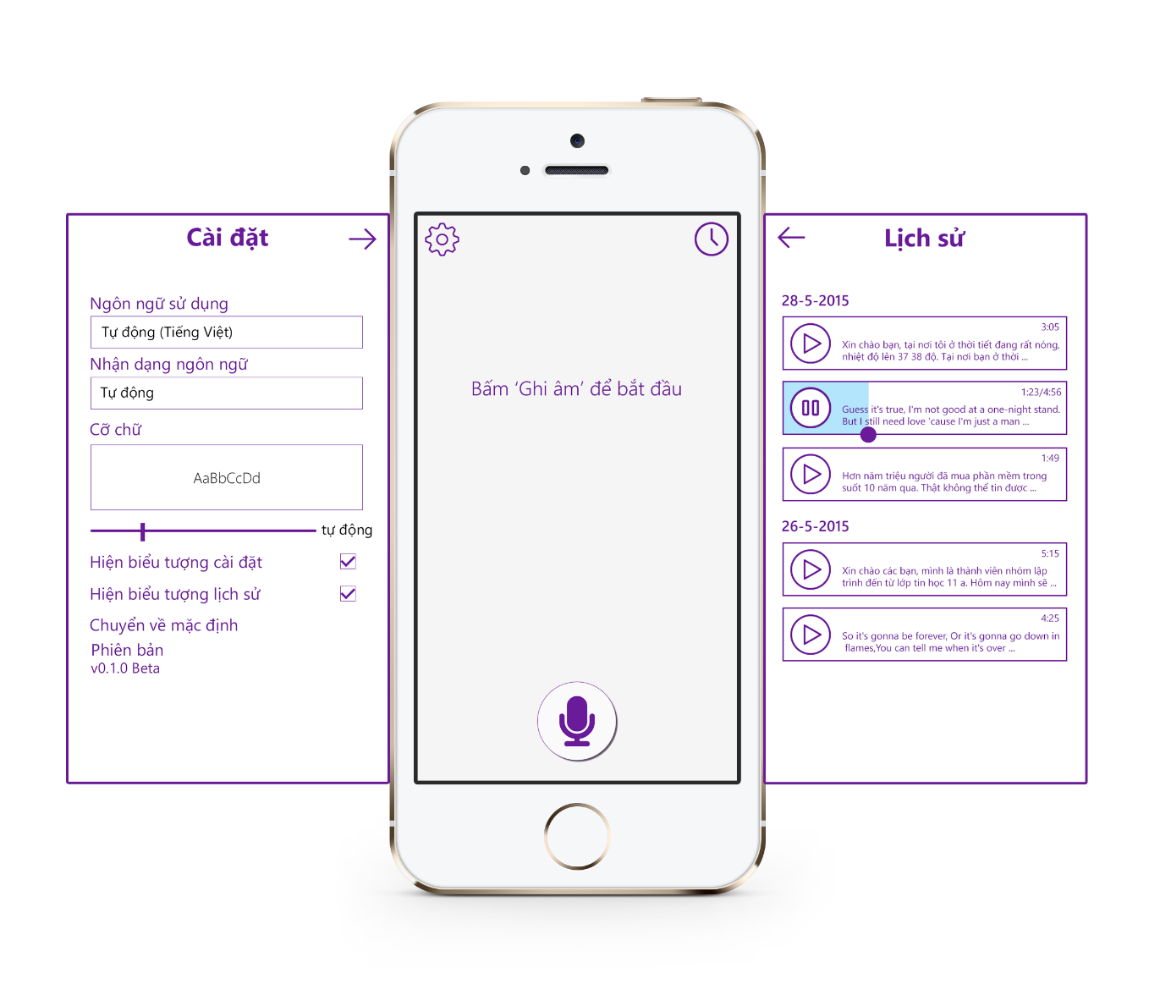 Cài đặt
Ngôn ngữ sử dụng
Tự động (Tiếng Việt)
Nhận dạng ngôn ngữ
Tự động
Cỡ chữ
AaBbCcDd
tự động
Hiện biểu tượng cài đặt
Hiện biểu tượng lịch sử
Chuyển về mặc định
Phiên bản
v0.1.0 Beta
Bấm ‘Ghi âm’ để bắt đầu
Lịch sử
28-5-2015
3:05
Xin chào bạn, tại nơi tôi ở thời tiết đang rất nóng,
nhiệt độ lên 37 38 độ. Tại nơi bạn ở thời ...
1:23/4:56
Guess it's true, I'm not good at a one-night stand.
But I still need love 'cause I'm just a man ...
1:49
Hơn năm triệu người đã mua phần mềm trong
suốt 10 năm qua. Thật không thể tin được ...
26-5-2015
5:15
Xin chào các bạn, mình là thành viên nhóm lập
trình đến từ lớp tin học 11 a. Hôm nay mình sẽ ...
4:25
So it's gonna be forever, Or it's gonna go down in
flames,You can tell me when it's over ...